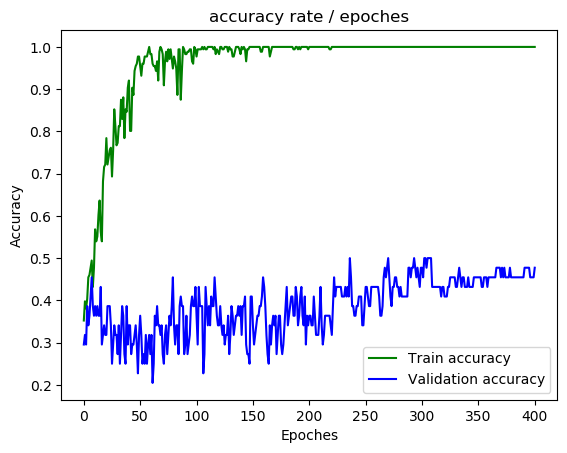 accuracy rate / epoches
Accuracy
1.0
0.9
0.8
0.7
0.6
0.5
0.4
0.3
0.2
Train accuracy
Validation accuracy
0 50 100 150 200 250 300 350 400
Epoches